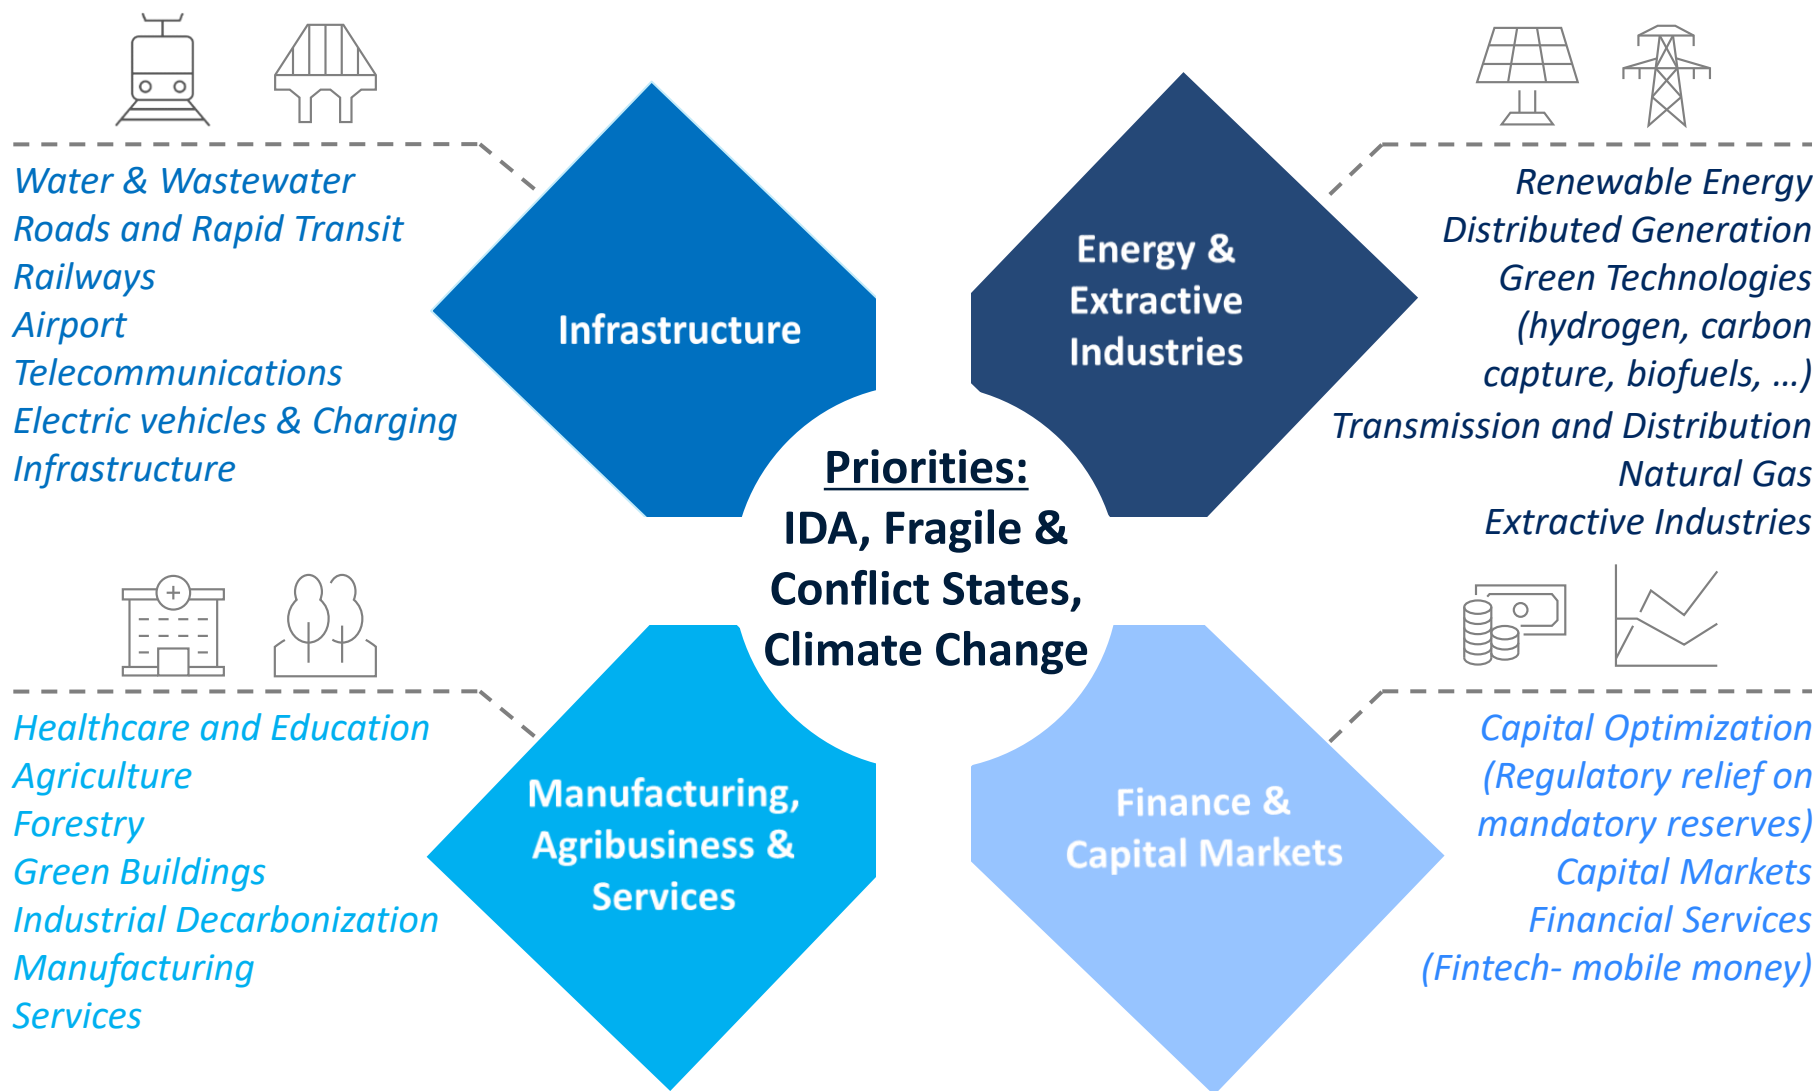 Water & Wastewater
Roads and Rapid Transit
Railways
Airport
Telecommunications
Electric vehicles & Charging
Infrastructure
Infrastructure
Energy &
Extractive
Industries
Renewable Energy
Distributed Generation
Green Technologies
(hydrogen, carbon
capture, biofuels, ...)
Transmission and Distribution
Natural Gas
Extractive Industries
Priorities:
IDA, Fragile &
Conflict States,
Climate Change
Healthcare and Education
Agriculture
Forestry
Green Buildings
Industrial Decarbonization
Manufacturing
Services
Manufacturing,
Agribusiness &
Services
Finance &
Capital Markets
Capital Optimization
(Regulatory relief on
mandatory reserves)
Capital Markets
Financial Services
(Fintech- mobile money)